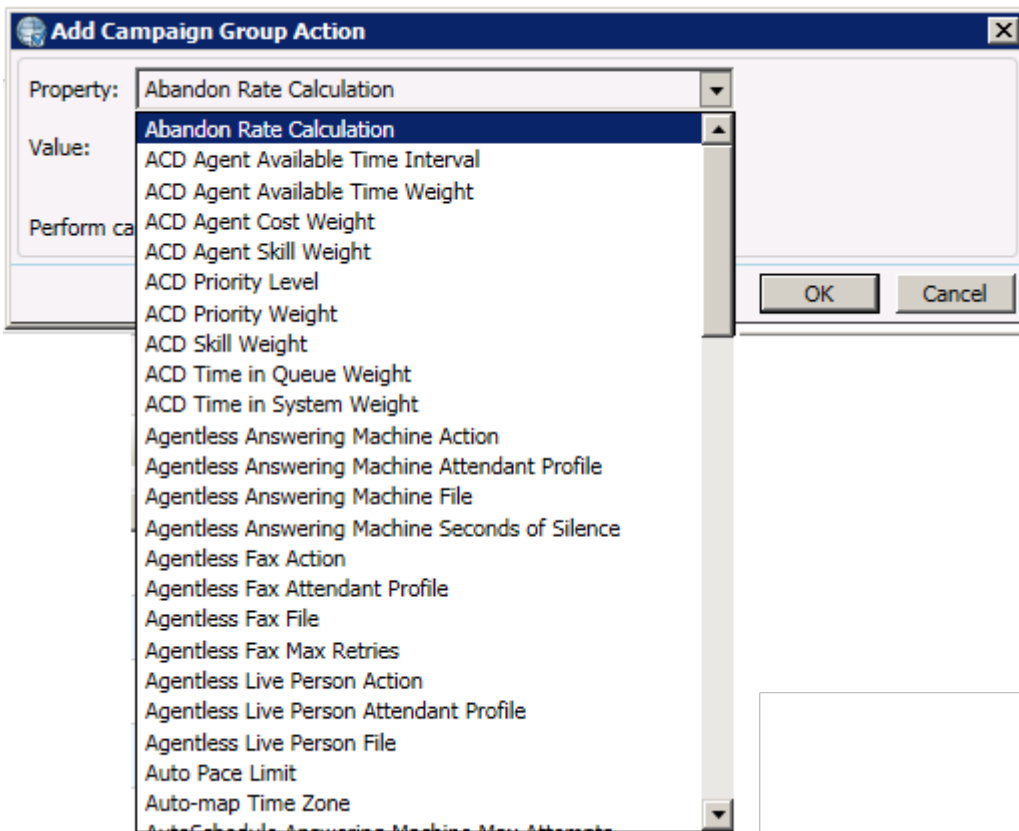 Add Campaign Group Action
Property: Abandon Rate Calculation
Abandon Rate Calculation
Value:
ACD Agent Available Time Interval
ACD Agent Available Time Weight
ACD Agent Cost Weight
Perform ca
ACD Agent Skill Weight
ACD Priority Level
OK Cancel
ACD Priority Weight
ACD Skill Weight
ACD Time in Queue Weight
ACD Time in System Weight
Agentless Answering Machine Action
Agentless Answering Machine Attendant Profile
Agentless Answering Machine File
Agentless Answering Machine Seconds of Silence
Agentless Fax Action
Agentless Fax Attendant Profile
Agentless Fax File
Agentless Fax Max Retries
Agentless Live Person Action
Agentless Live Person Attendant Profile
Agentless Live Person File
Auto Pace Limit
Auto-map Time Zone
AutoSchedule Answering Machine Max Attempts